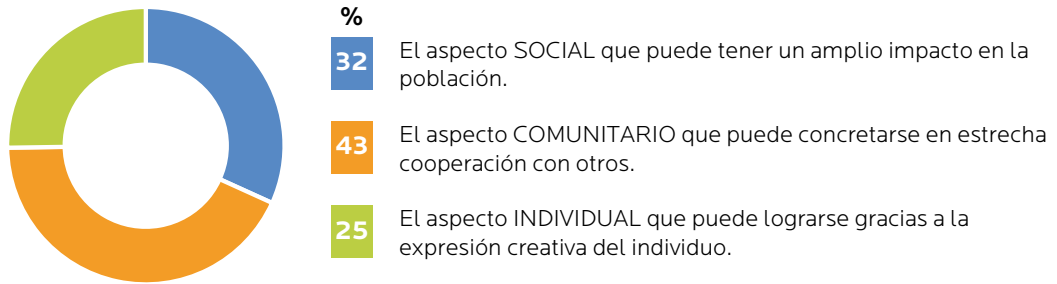 %
32
El aspecto SOCIAL que puede tener un amplio impacto en la
población.
43
El aspecto COMUNITARIO que puede concretarse en estrecha
cooperación con otros.
25
El aspecto INDIVIDUAL que puede lograrse gracias a la
expresión creativa del individuo.